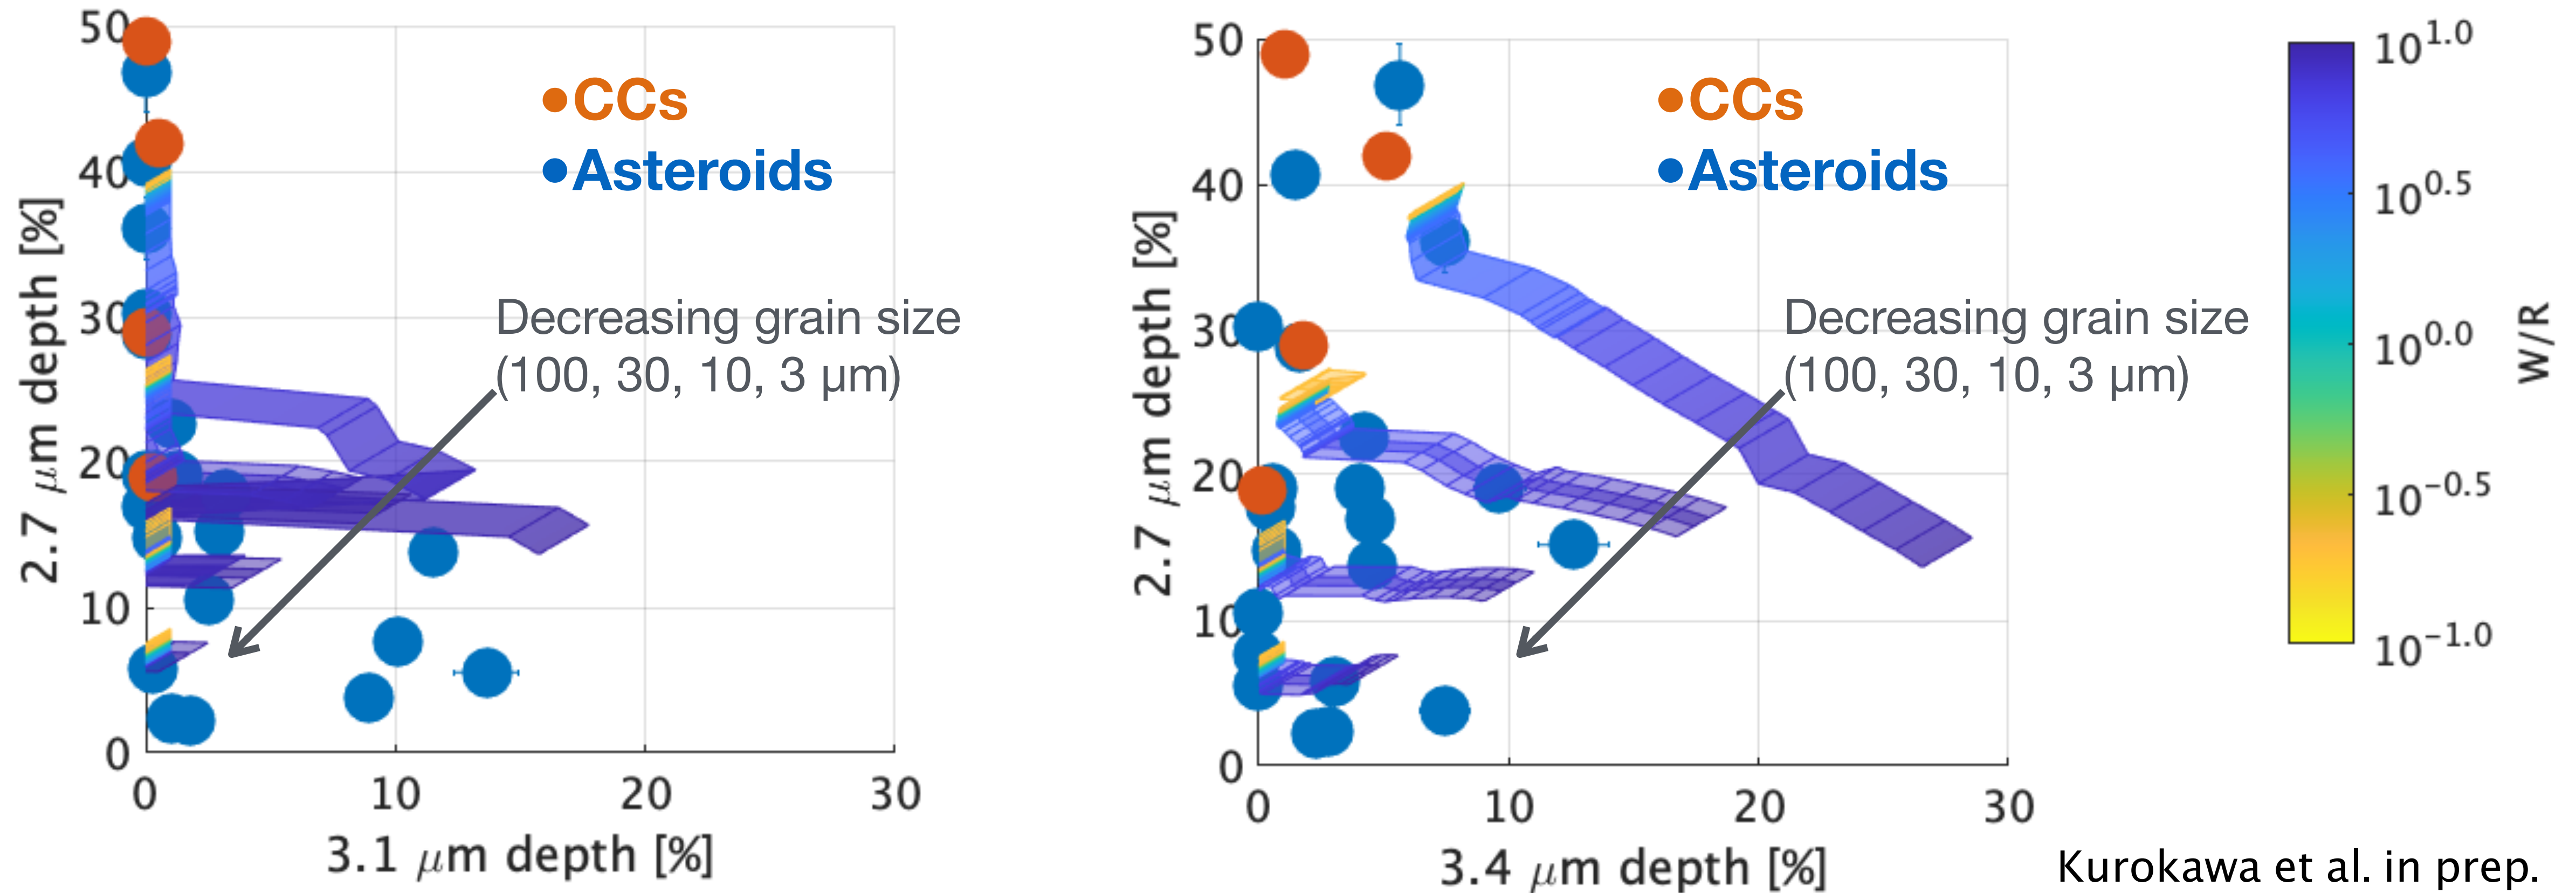 50
40
30
20
10
0
2.7 μm depth [%]
• CCs
• Asteroids
Decreasing grain size
(100, 30, 10, 3 μm)
0 10 20 30
3.1 μm depth [%]
50
40
30
20
10
0
2.7 μm depth [%]
• CCs
• Asteroids
Decreasing grain size
(100, 30, 10, 3 μm)
0 10 20 30
3.4 μm depth [%]
10^1.0
10^0.5
10^0.0
10^−0.5
10^−1.0
W/R
Kurokawa et al. in prep.